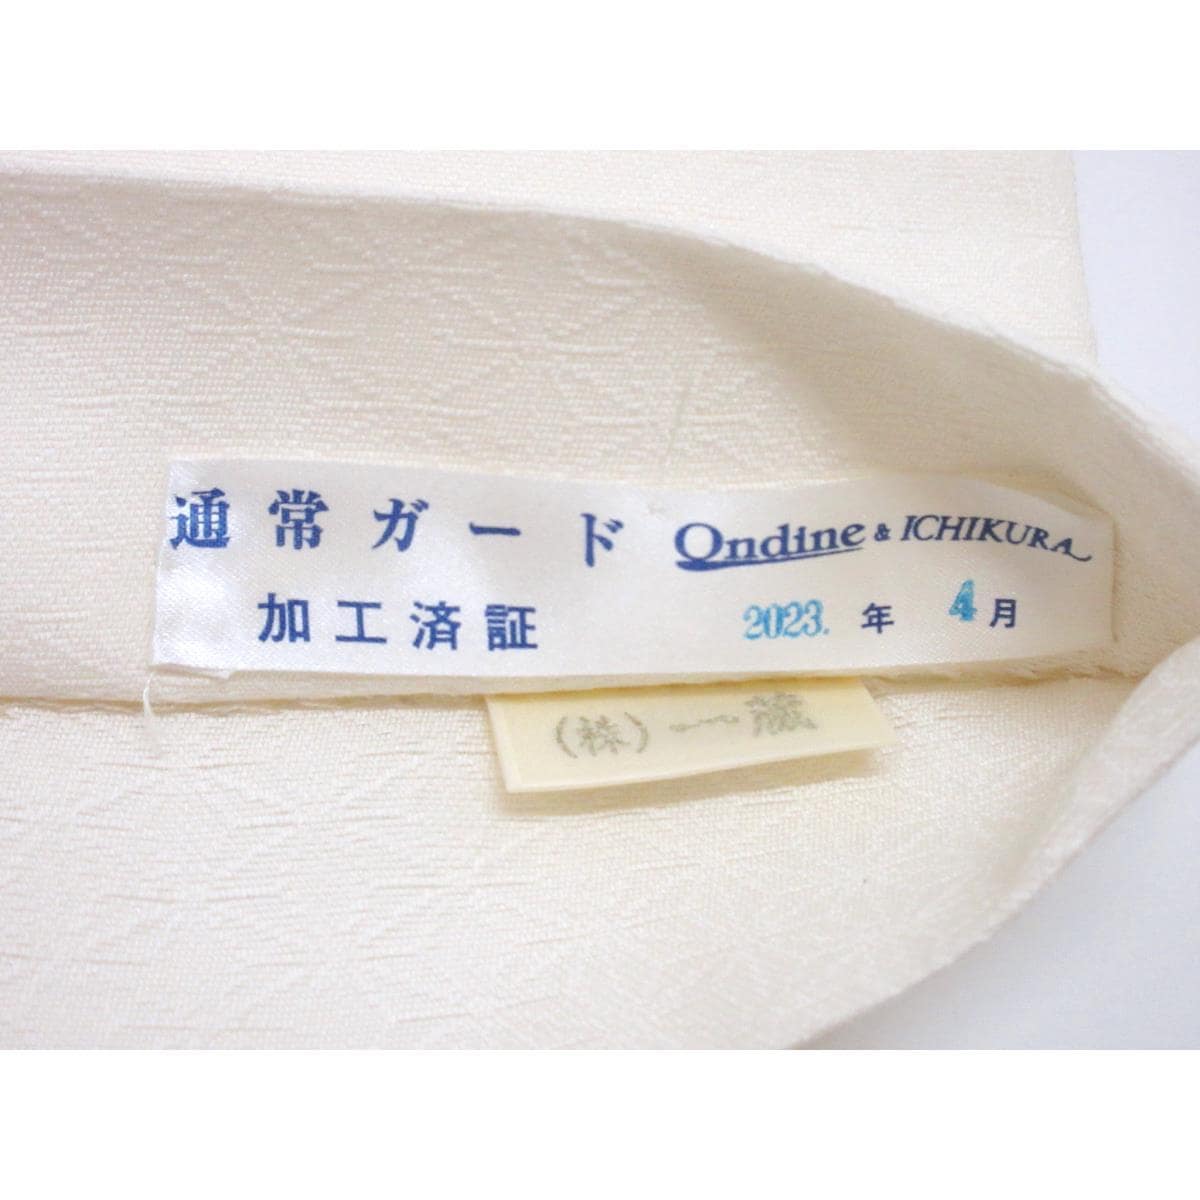 通常ガード Ondine & ICHIKURA
加工済証 2023. 年 4月
(株)一蔵